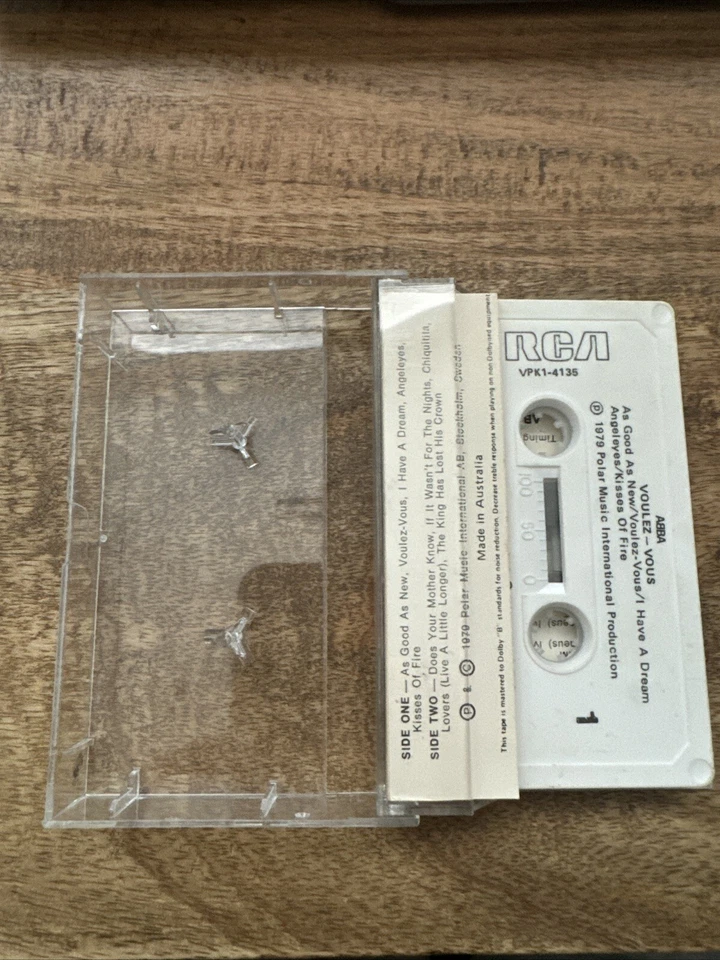 SIDE ONE — As Good As New, Voulez-Vous, I Have A Dream, Angeleyes,
Kisses Of Fire
SIDE TWO — Does Your Mother Know, If It Wasn't For The Nights, Chiquitita,
Lovers (Live A Little Longer), The King Has Lost His Crown
Ⓟ & © 1979 Polar Music International AB, Stockholm, Sweden
Made in Australia
This tape is mastered to Dolby "B" standards for noise reduction. Decrease treble response when playing on non Dolbyised equipment
RCA
VPK1-4135
ABBA
VOULEZ – VOUS
As Good As New/Voulez-Vous/I Have A Dream
Angeleyes/Kisses Of Fire
Ⓟ 1979 Polar Music International Production
1
100 50 0
Timing